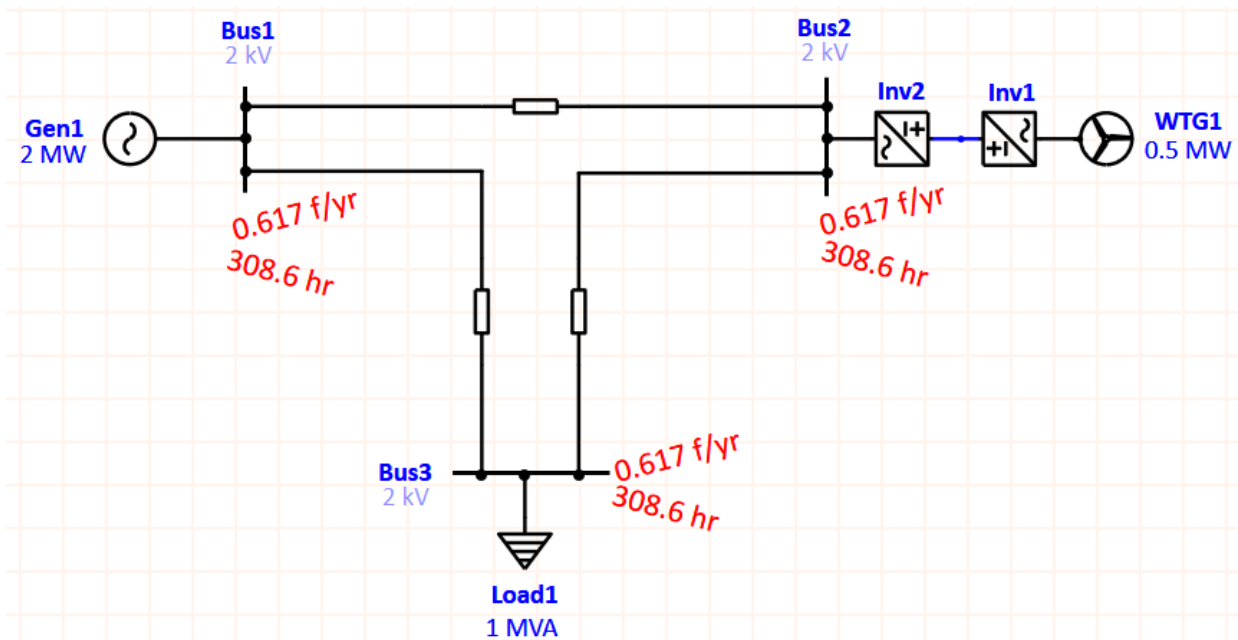 Bus1
2 kV
Bus2
2 kV
Gen1
2 MW
Inv2
Inv1
WTG1
0.5 MW
0.617 f/yr
308.6 hr
0.617 f/yr
308.6 hr
Bus3
2 kV
0.617 f/yr
308.6 hr
Load1
1 MVA